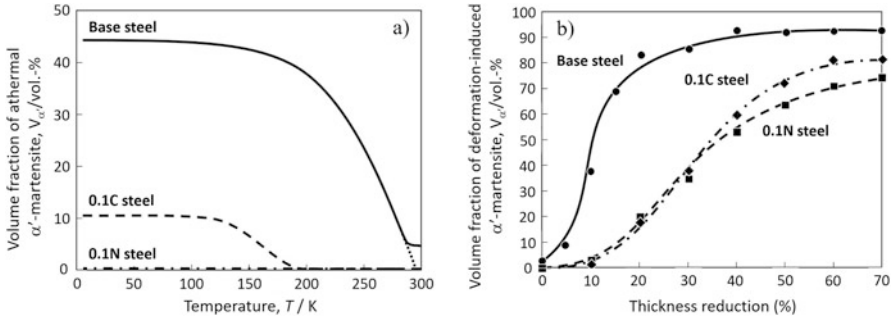 Volume fraction of athermal
α′-martensite, Vα′/vol.-%
50
40
30
20
10
0
a)
Base steel
0.1C steel
0.1N steel
0
50
100
150
200
250
300
Temperature, T / K
Volume fraction of deformation-induced
α′-martensite, Vα′/vol.-%
100
90
80
70
60
50
40
30
20
10
0
b)
Base steel
0.1C steel
0.1N steel
0
10
20
30
40
50
60
70
Thickness reduction (%)